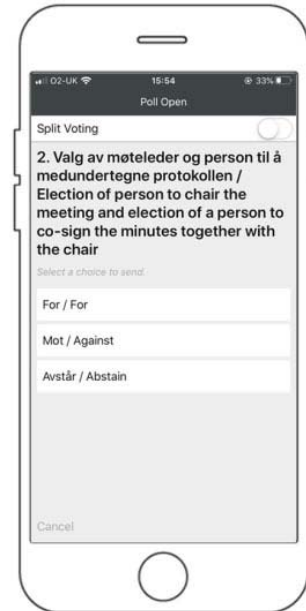 O2-UK 15:54 33%
Poll Open
Split Voting
2. Valg av møteleder og person til å
medundertegne protokollen /
Election of person to chair the
meeting and election of a person to
co-sign the minutes together with
the chair
Select a choice to send.
For / For
Mot / Against
Avstår / Abstain
Cancel